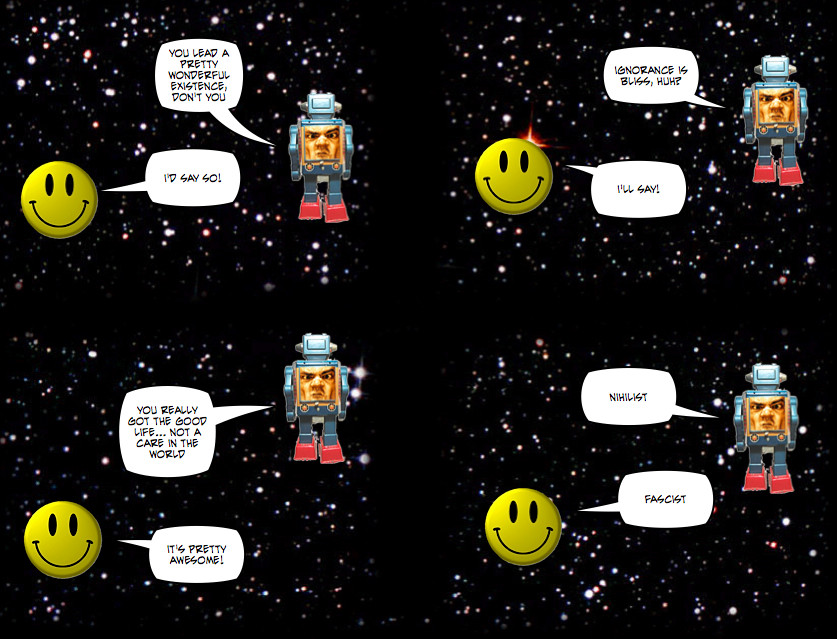 YOU LEAD A
PRETTY
WONDERFUL
EXISTENCE,
DON'T YOU
I'D SAY SO!
IGNORANCE IS
BLISS, HUH?
I'LL SAY!
YOU REALLY
GOT THE GOOD
LIFE... NOT A
CARE IN THE
WORLD
IT'S PRETTY
AWESOME!
NIHILIST
FASCIST